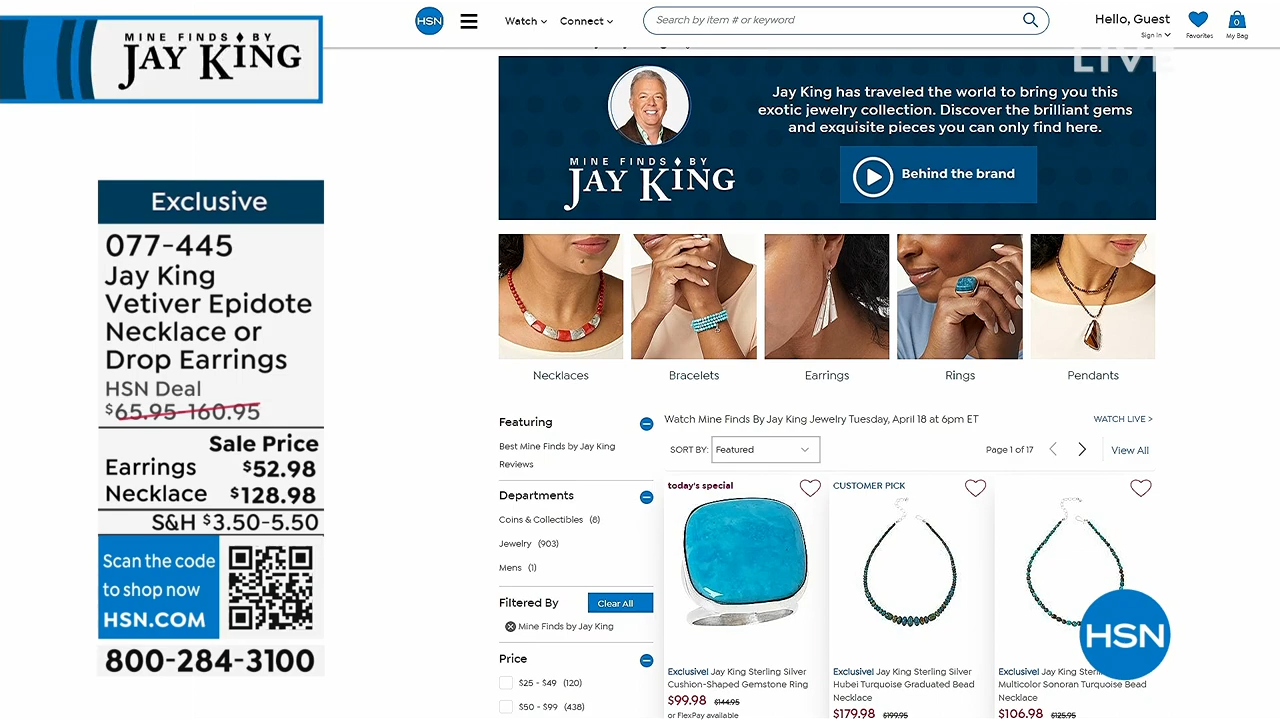 MINE FINDS BY
JAY KING
Exclusive
077-445
Jay King
Vetiver Epidote
Necklace or
Drop Earrings
HSN Deal
$65.95-160.95
Sale Price
Earrings $52.98
Necklace $128.98
S&H $3.50-5.50
Scan the code
to shop now
HSN.COM
800-284-3100
HSN
Watch
Connect
Search by item # or keyword
Hello, Guest
Sign In
Favorites
0
My Bag
LIVE
Jay King has traveled the world to bring you this
exotic jewelry collection. Discover the brilliant gems
and exquisite pieces you can only find here.
MINE FINDS BY
JAY KING
Behind the brand
Necklaces
Bracelets
Earrings
Rings
Pendants
Featuring
Best Mine Finds by Jay King
Reviews
Departments
Coins & Collectibles (8)
Jewelry (903)
Mens (1)
Filtered By
Clear All
Mine Finds by Jay King
Price
$25 - $49 (120)
$50 - $99 (438)
Watch Mine Finds By Jay King Jewelry Tuesday, April 18 at 6pm ET
WATCH LIVE >
SORT BY:
Featured
Page 1 of 17
View All
today's special
Exclusive! Jay King Sterling Silver
Cushion-Shaped Gemstone Ring
$99.98 $144.95
or FlexPay available
CUSTOMER PICK
Exclusive! Jay King Sterling Silver
Hubei Turquoise Graduated Bead
Necklace
$179.98 $199.95
Exclusive! Jay King
Multicolor Sonoran Turquoise Bead
Necklace
$106.98 $125.95
HSN